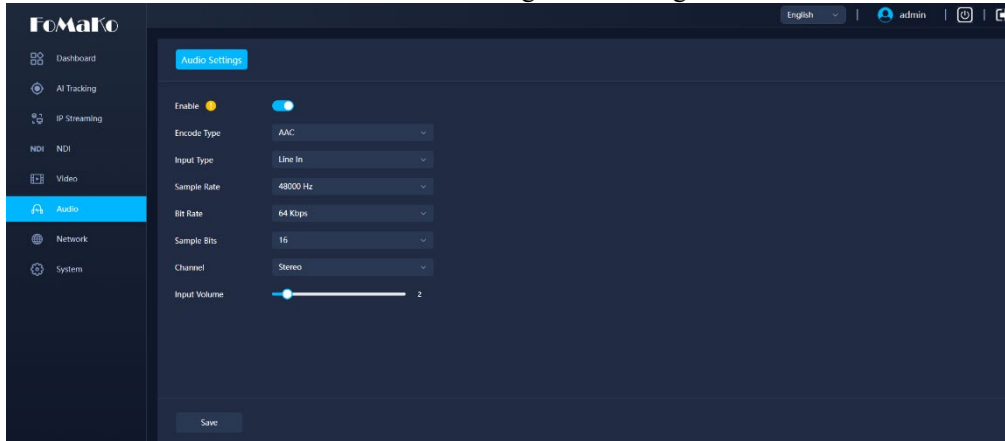 English
admin
FoMaKo
Dashboard
AI Tracking
IP Streaming
NDI NDI
Video
Audio
Network
System
Audio Settings
Enable
Encode Type AAC
Input Type Line In
Sample Rate 48000 Hz
Bit Rate 64 Kbps
Sample Bits 16
Channel Stereo
Input Volume 2
Save